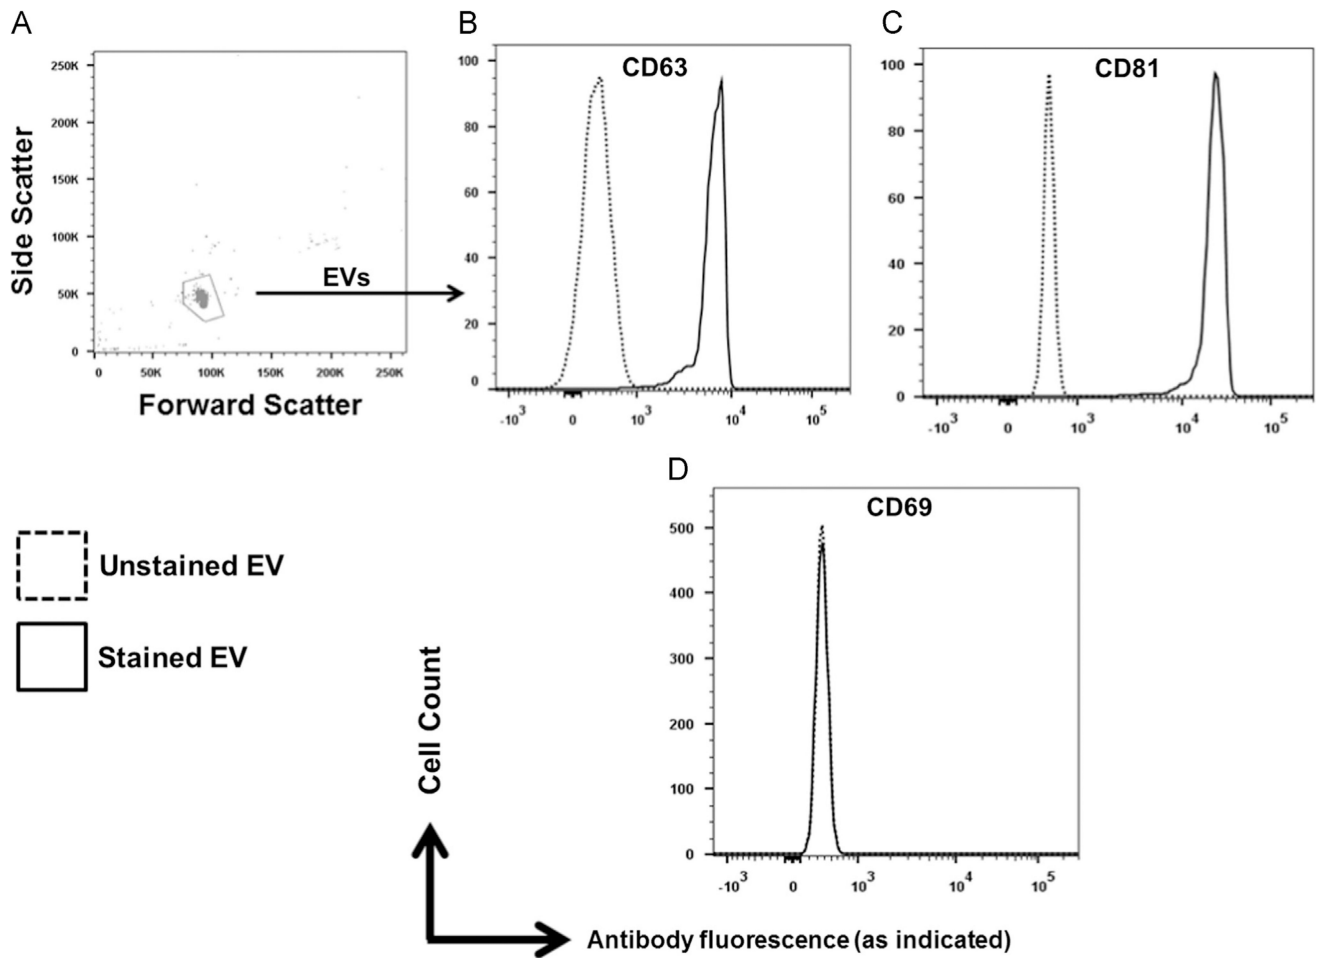 A
B
C
250K
200K
150K
100K
50K
0
Side Scatter
0 50K 100K 150K 200K 250K
Forward Scatter
EVs
CD63
100
80
60
40
20
0
-10³ 0 10³ 10⁴ 10⁵
CD81
100
80
60
40
20
0
-10³ 0 10³ 10⁴ 10⁵
D
CD69
500
400
300
200
100
0
-10³ 0 10³ 10⁴ 10⁵
Unstained EV
Stained EV
Cell Count
Antibody fluorescence (as indicated)